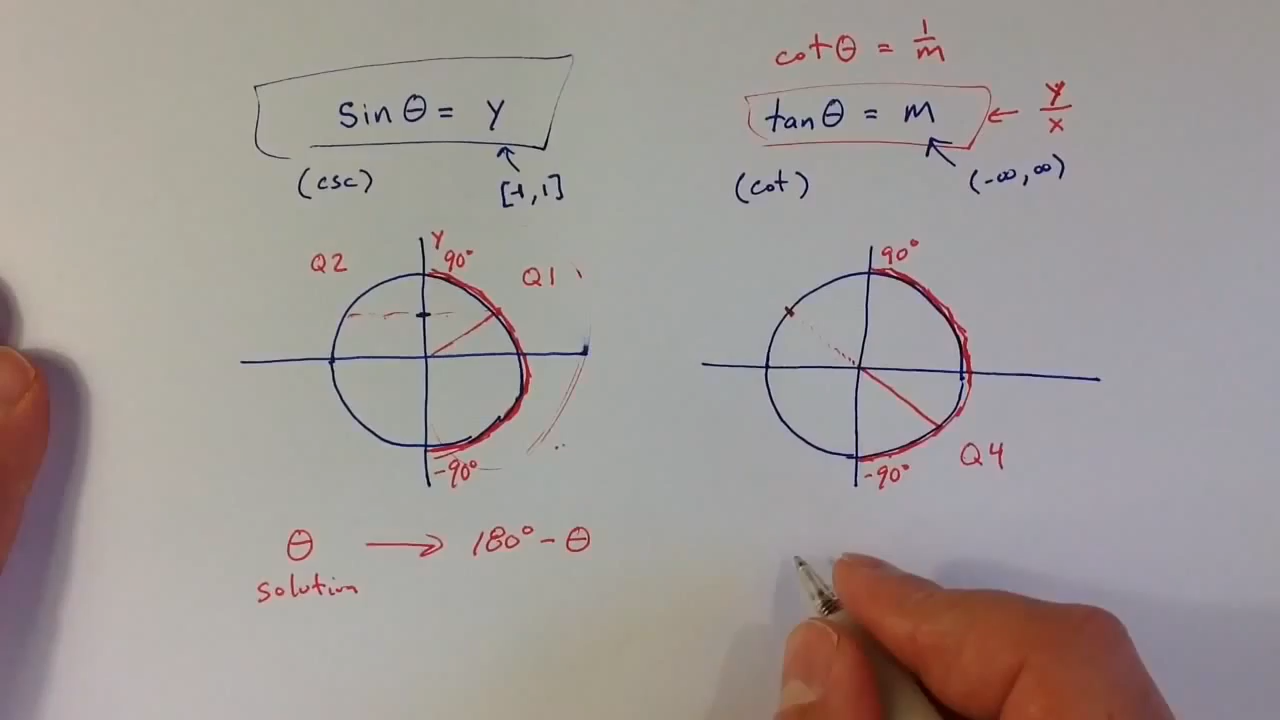 sin θ = y
(csc)
[-1, 1]
Y
90°
Q2
Q1
-90°
θ → 180° - θ
solution
cot θ = 1/m
tan θ = m ← y/x
(cot)
(-∞, ∞)
90°
Q4
-90°